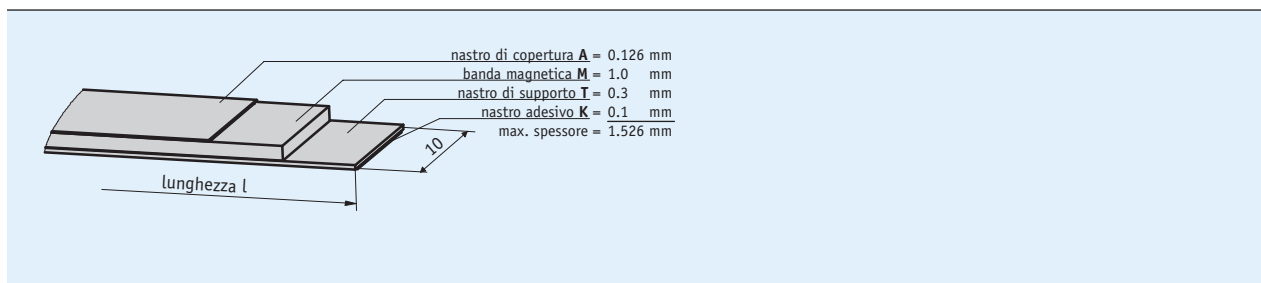 nastro di copertura A = 0.126 mm
banda magnetica M = 1.0 mm
nastro di supporto T = 0.3 mm
nastro adesivo K = 0.1 mm
max. spessore = 1.526 mm
10
lunghezza l